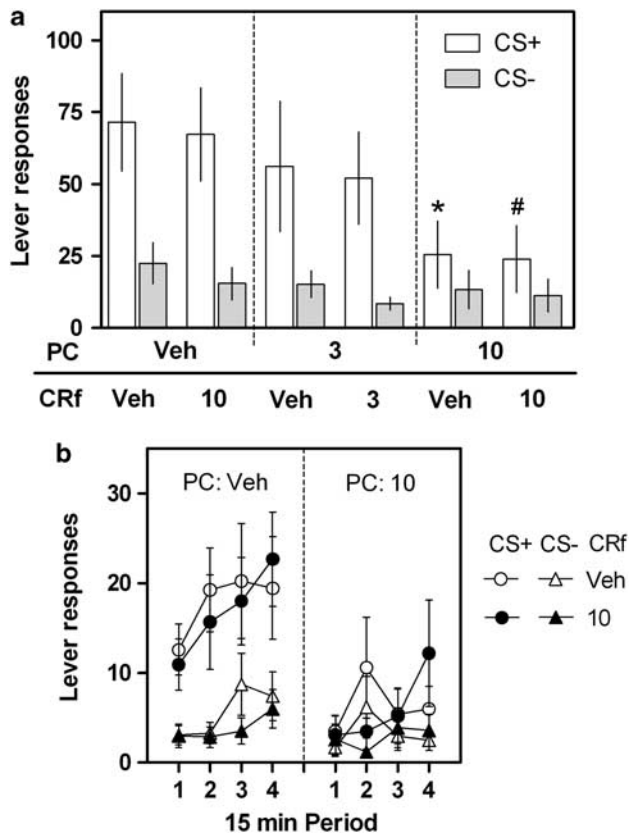 a
100
75
50
25
0
Lever responses
CS+
CS-
*
#
PC Veh 3 10
CRf Veh 10 Veh 3 Veh 10
b
PC: Veh
PC: 10
30
20
10
0
Lever responses
CS+ CS- CRf
Veh
10
1 2 3 4 1 2 3 4
15 min Period